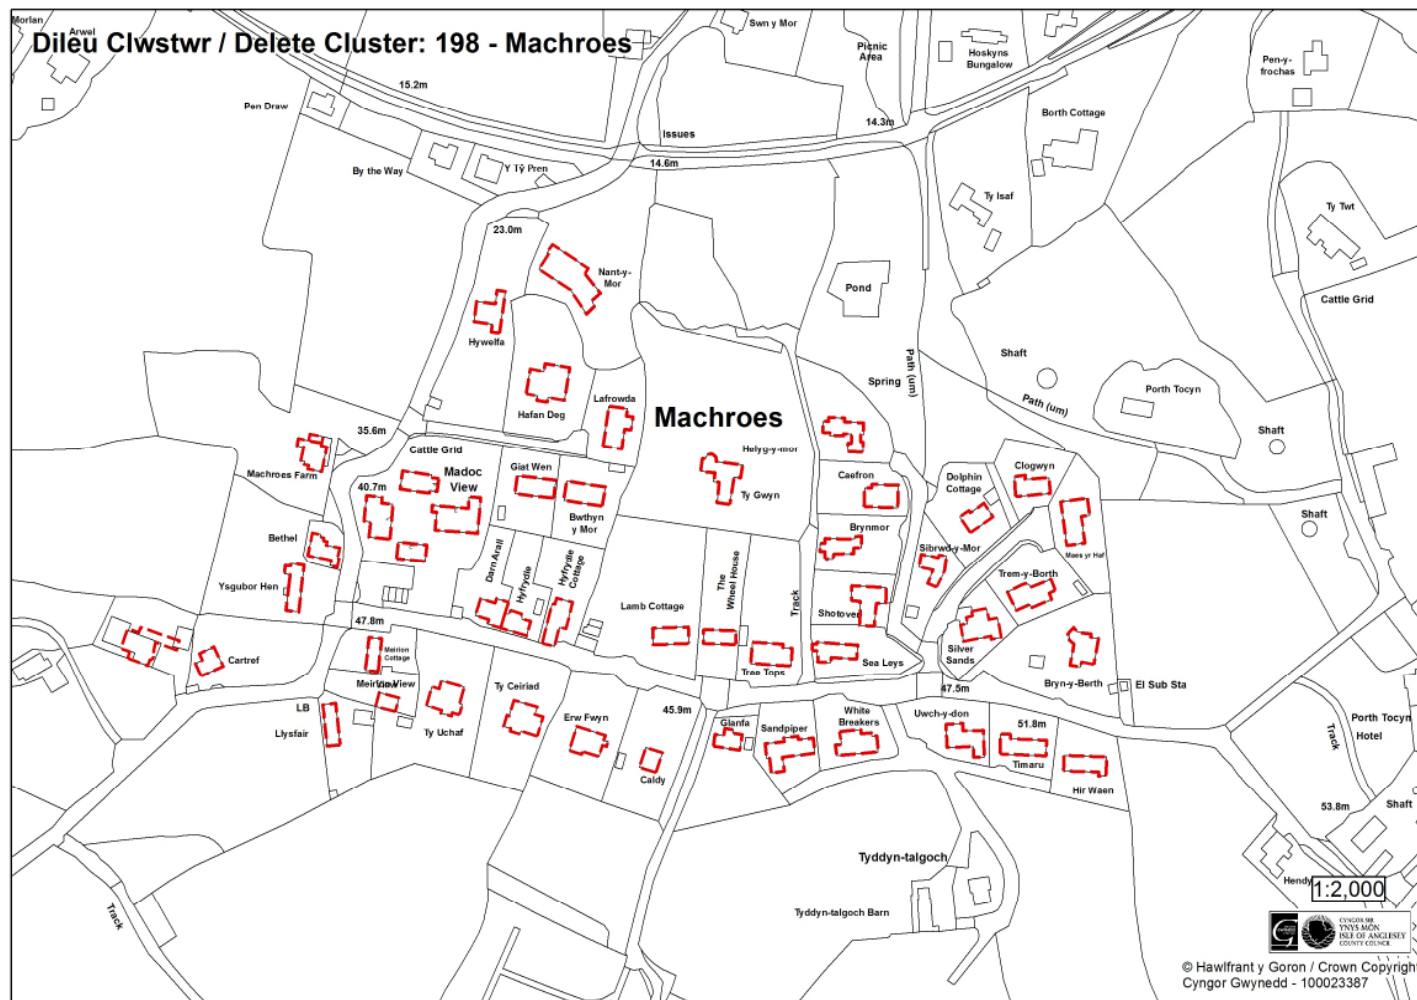 Morlan
Arwel
Dileu Clwstwr / Delete Cluster: 198 - Machroes
Swn y Mor
Picnic
Area
Hoskyns
Bungalow
Pen-y-
frochas
15.2m
Pen Draw
14.3m
Issues
Borth Cottage
14.6m
By the Way
Y Tŷ Pren
Ty Isaf
Ty Twt
23.0m
Nant-y-
Mor
Pond
Cattle Grid
Hywelfa
Shaft
Path (um)
Spring
Porth Tocyn
Path (um)
Lafrowda
Hafan Deg
Machroes
35.6m
Shaft
Cattle Grid
Helyg-y-mor
Machroes Farm
Madoc
View
Giat Wen
Caefron
Dolphin
Cottage
Clogwyn
40.7m
Ty Gwyn
Bwthyn
y Mor
Shaft
Brynmor
Bethel
Sibrwd-y-Mor
Maes yr Haf
Darn Arall
Hyfrydle
Hyfrydle
Cottage
The
Wheel House
Track
Trem-y-Borth
Ysgubor Hen
Lamb Cottage
Shotover
47.8m
Cartref
Meirion
Cottage
Sea Leys
Silver
Sands
Tree Tops
Meirion View
Ty Ceiriad
47.5m
Bryn-y-Berth
El Sub Sta
LB
Llysfair
Ty Uchaf
Erw Fwyn
45.9m
Glanfa
Sandpiper
White
Breakers
Uwch-y-don
51.8m
Track
Porth Tocyn
Hotel
Caldy
Timaru
Hir Waen
53.8m
Shaft
Tyddyn-talgoch
Hendy
1:2,000
Track
Tyddyn-talgoch Barn
CYNGOR SIR
YNYS MÔN
ISLE OF ANGLESEY
COUNTY COUNCIL
© Hawlfrant y Goron / Crown Copyright
Cyngor Gwynedd - 100023387